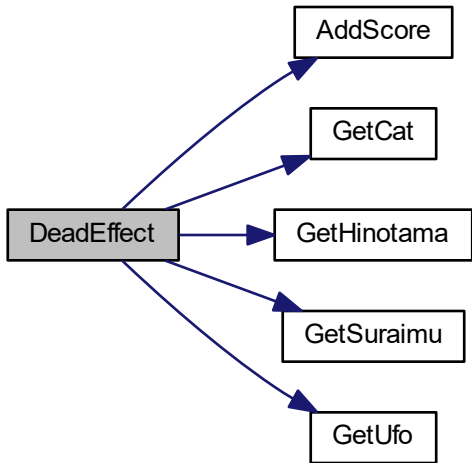 AddScore
GetCat
DeadEffect
GetHinotama
GetSuraimu
GetUfo